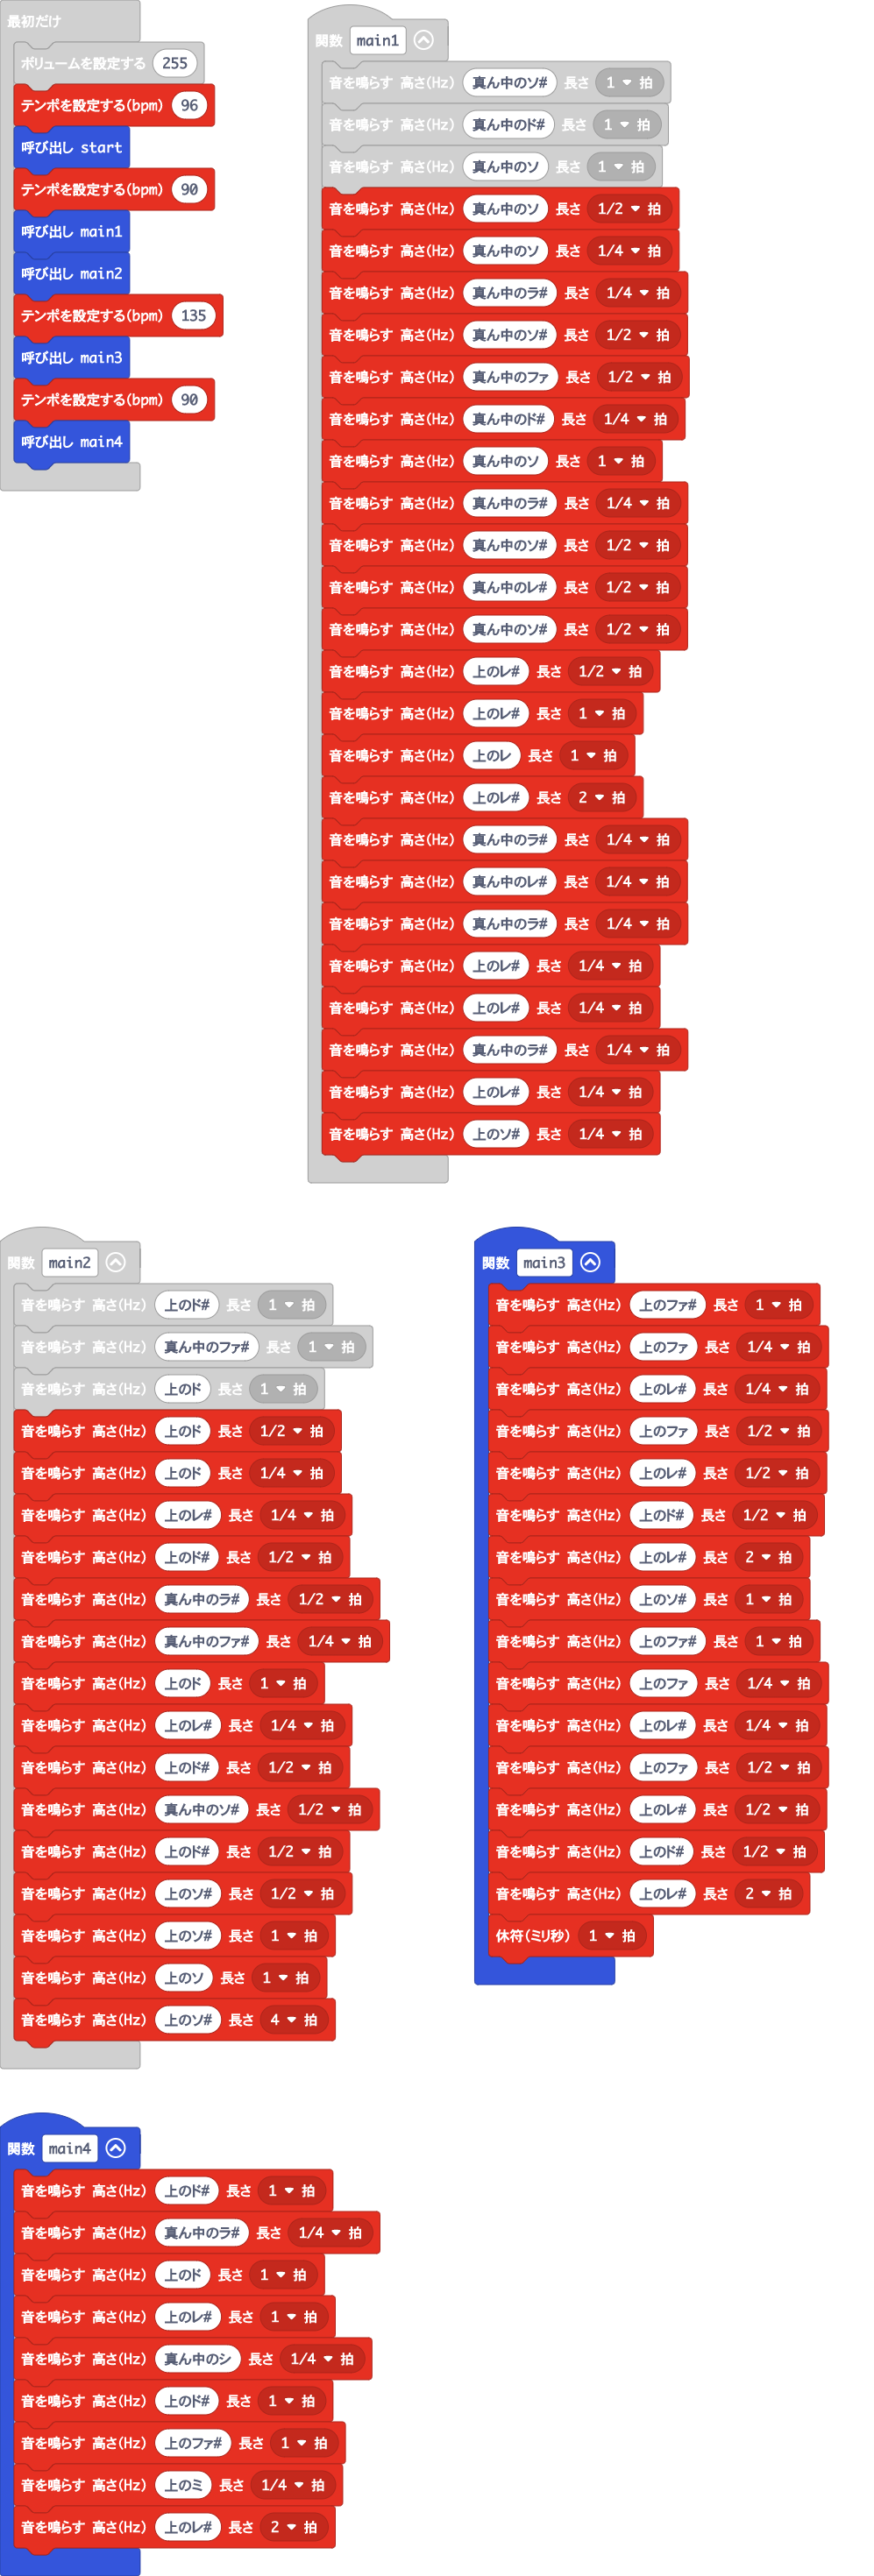 最初だけ
ボリュームを設定する 255
テンポを設定する(bpm) 96
呼び出し start
テンポを設定する(bpm) 90
呼び出し main1
呼び出し main2
テンポを設定する(bpm) 135
呼び出し main3
テンポを設定する(bpm) 90
呼び出し main4
関数 main1
音を鳴らす 高さ(Hz) 真ん中のソ# 長さ 1 拍
音を鳴らす 高さ(Hz) 真ん中のド# 長さ 1 拍
音を鳴らす 高さ(Hz) 真ん中のソ 長さ 1 拍
音を鳴らす 高さ(Hz) 真ん中のソ 長さ 1/2 拍
音を鳴らす 高さ(Hz) 真ん中のソ 長さ 1/4 拍
音を鳴らす 高さ(Hz) 真ん中のラ# 長さ 1/4 拍
音を鳴らす 高さ(Hz) 真ん中のソ# 長さ 1/2 拍
音を鳴らす 高さ(Hz) 真ん中のファ 長さ 1/2 拍
音を鳴らす 高さ(Hz) 真ん中のド# 長さ 1/4 拍
音を鳴らす 高さ(Hz) 真ん中のソ 長さ 1 拍
音を鳴らす 高さ(Hz) 真ん中のラ# 長さ 1/4 拍
音を鳴らす 高さ(Hz) 真ん中のソ# 長さ 1/2 拍
音を鳴らす 高さ(Hz) 真ん中のレ# 長さ 1/2 拍
音を鳴らす 高さ(Hz) 真ん中のソ# 長さ 1/2 拍
音を鳴らす 高さ(Hz) 上のレ# 長さ 1/2 拍
音を鳴らす 高さ(Hz) 上のレ# 長さ 1 拍
音を鳴らす 高さ(Hz) 上のレ 長さ 1 拍
音を鳴らす 高さ(Hz) 上のレ# 長さ 2 拍
音を鳴らす 高さ(Hz) 真ん中のラ# 長さ 1/4 拍
音を鳴らす 高さ(Hz) 真ん中のレ# 長さ 1/4 拍
音を鳴らす 高さ(Hz) 真ん中のラ# 長さ 1/4 拍
音を鳴らす 高さ(Hz) 上のレ# 長さ 1/4 拍
音を鳴らす 高さ(Hz) 上のレ# 長さ 1/4 拍
音を鳴らす 高さ(Hz) 真ん中のラ# 長さ 1/4 拍
音を鳴らす 高さ(Hz) 上のレ# 長さ 1/4 拍
音を鳴らす 高さ(Hz) 上のソ# 長さ 1/4 拍
関数 main2
音を鳴らす 高さ(Hz) 上のド# 長さ 1 拍
音を鳴らす 高さ(Hz) 真ん中のファ# 長さ 1 拍
音を鳴らす 高さ(Hz) 上のド 長さ 1 拍
音を鳴らす 高さ(Hz) 上のド 長さ 1/2 拍
音を鳴らす 高さ(Hz) 上のド 長さ 1/4 拍
音を鳴らす 高さ(Hz) 上のレ# 長さ 1/4 拍
音を鳴らす 高さ(Hz) 上のド# 長さ 1/2 拍
音を鳴らす 高さ(Hz) 真ん中のラ# 長さ 1/2 拍
音を鳴らす 高さ(Hz) 真ん中のファ# 長さ 1/4 拍
音を鳴らす 高さ(Hz) 上のド 長さ 1 拍
音を鳴らす 高さ(Hz) 上のレ# 長さ 1/4 拍
音を鳴らす 高さ(Hz) 上のド# 長さ 1/2 拍
音を鳴らす 高さ(Hz) 真ん中のソ# 長さ 1/2 拍
音を鳴らす 高さ(Hz) 上のド# 長さ 1/2 拍
音を鳴らす 高さ(Hz) 上のソ# 長さ 1/2 拍
音を鳴らす 高さ(Hz) 上のソ# 長さ 1 拍
音を鳴らす 高さ(Hz) 上のソ 長さ 1 拍
音を鳴らす 高さ(Hz) 上のソ# 長さ 4 拍
関数 main3
音を鳴らす 高さ(Hz) 上のファ# 長さ 1 拍
音を鳴らす 高さ(Hz) 上のファ 長さ 1/4 拍
音を鳴らす 高さ(Hz) 上のレ# 長さ 1/4 拍
音を鳴らす 高さ(Hz) 上のファ 長さ 1/2 拍
音を鳴らす 高さ(Hz) 上のレ# 長さ 1/2 拍
音を鳴らす 高さ(Hz) 上のド# 長さ 1/2 拍
音を鳴らす 高さ(Hz) 上のレ# 長さ 2 拍
音を鳴らす 高さ(Hz) 上のソ# 長さ 1 拍
音を鳴らす 高さ(Hz) 上のファ# 長さ 1 拍
音を鳴らす 高さ(Hz) 上のファ 長さ 1/4 拍
音を鳴らす 高さ(Hz) 上のレ# 長さ 1/4 拍
音を鳴らす 高さ(Hz) 上のファ 長さ 1/2 拍
音を鳴らす 高さ(Hz) 上のレ# 長さ 1/2 拍
音を鳴らす 高さ(Hz) 上のド# 長さ 1/2 拍
音を鳴らす 高さ(Hz) 上のレ# 長さ 2 拍
休符(ミリ秒) 1 拍
関数 main4
音を鳴らす 高さ(Hz) 上のド# 長さ 1 拍
音を鳴らす 高さ(Hz) 真ん中のラ# 長さ 1/4 拍
音を鳴らす 高さ(Hz) 上のド 長さ 1 拍
音を鳴らす 高さ(Hz) 上のレ# 長さ 1 拍
音を鳴らす 高さ(Hz) 真ん中のシ 長さ 1/4 拍
音を鳴らす 高さ(Hz) 上のド# 長さ 1 拍
音を鳴らす 高さ(Hz) 上のファ# 長さ 1 拍
音を鳴らす 高さ(Hz) 上のミ 長さ 1/4 拍
音を鳴らす 高さ(Hz) 上のレ# 長さ 2 拍